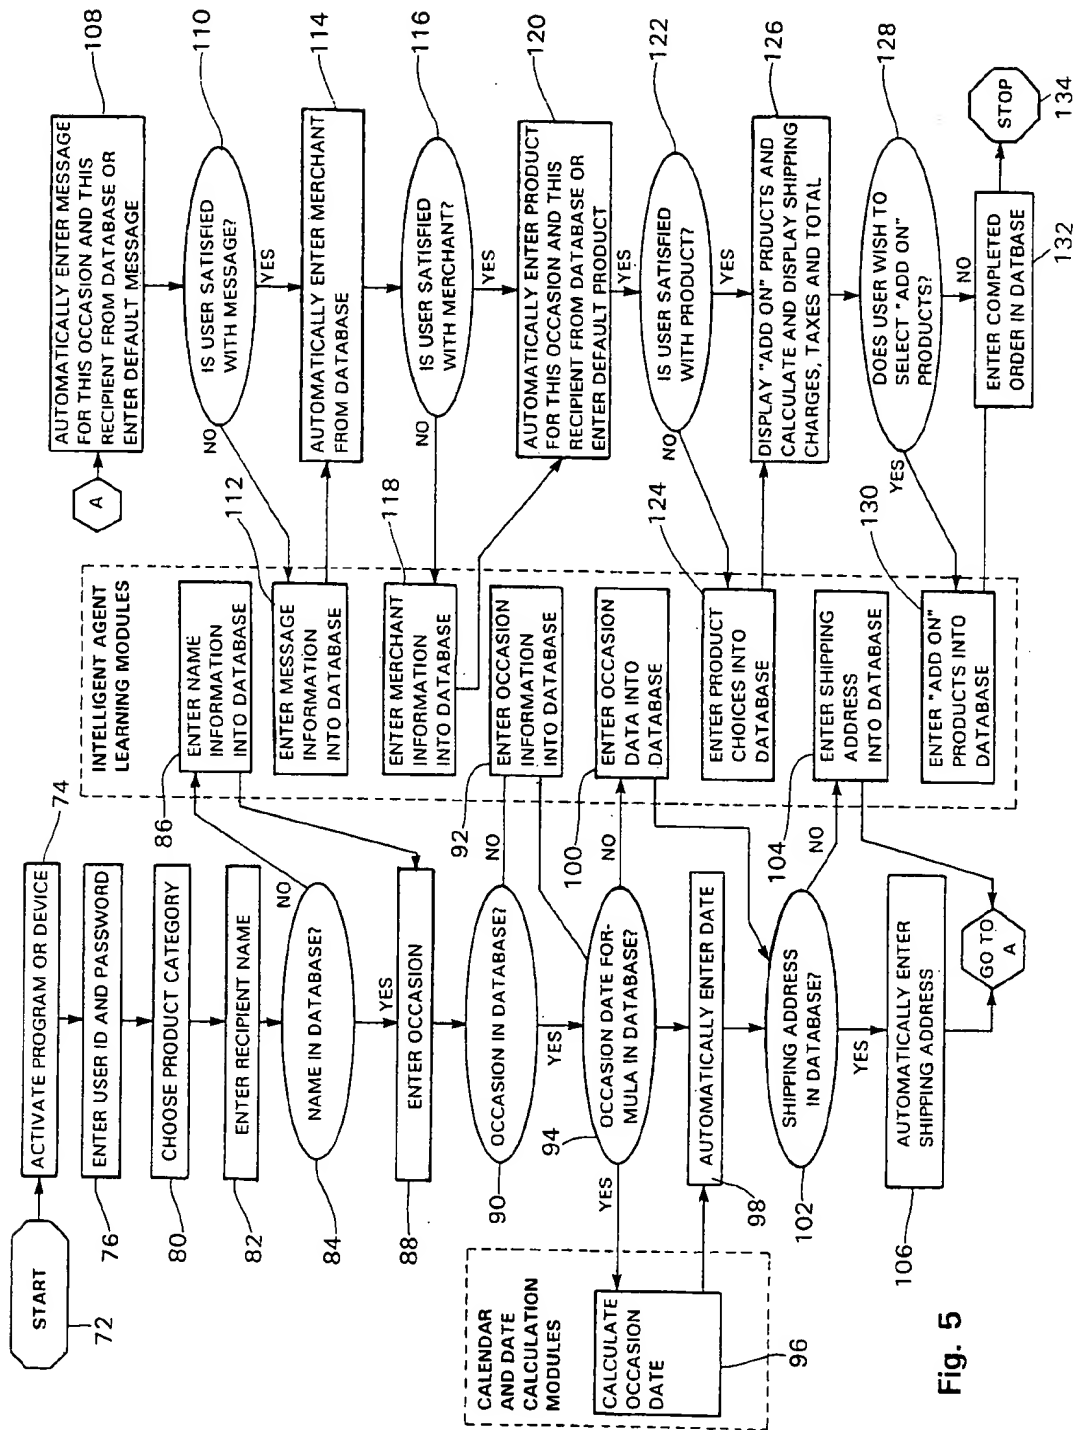 START
72
ACTIVATE PROGRAM OR DEVICE
74
ENTER USER ID AND PASSWORD
76
CHOOSE PRODUCT CATEGORY
80
ENTER RECIPIENT NAME
82
NAME IN DATABASE?
84
NO
YES
ENTER OCCASION
88
OCCASION IN DATABASE?
90
NO
YES
OCCASION DATE FOR-
MULA IN DATABASE?
94
YES
NO
CALENDAR
AND DATE
CALCULATION
MODULES
CALCULATE
OCCASION
DATE
96
AUTOMATICALLY ENTER DATE
98
SHIPPING ADDRESS
IN DATABASE?
102
NO
YES
AUTOMATICALLY ENTER
SHIPPING ADDRESS
106
GO TO
A
INTELLIGENT AGENT
LEARNING MODULES
ENTER NAME
INFORMATION
INTO DATABASE
86
ENTER MESSAGE
INFORMATION
INTO DATABASE
112
ENTER MERCHANT
INFORMATION
INTO DATABASE
118
ENTER OCCASION
INFORMATION
INTO DATABASE
92
ENTER OCCASION
DATA INTO
DATABASE
100
ENTER PRODUCT
CHOICES INTO
DATABASE
124
ENTER SHIPPING
ADDRESS
INTO DATABASE
104
ENTER "ADD ON"
PRODUCTS INTO
DATABASE
130
A
AUTOMATICALLY ENTER MESSAGE
FOR THIS OCCASION AND THIS
RECIPIENT FROM DATABASE OR
ENTER DEFAULT MESSAGE
108
IS USER SATISFIED
WITH MESSAGE?
110
NO
YES
AUTOMATICALLY ENTER MERCHANT
FROM DATABASE
114
IS USER SATISFIED
WITH MERCHANT?
116
NO
YES
AUTOMATICALLY ENTER PRODUCT
FOR THIS OCCASION AND THIS
RECIPIENT FROM DATABASE OR
ENTER DEFAULT PRODUCT
120
YES
IS USER SATISFIED
WITH PRODUCT?
122
NO
YES
DISPLAY "ADD ON" PRDUCTS AND
CALCULATE AND DISPLAY SHIPPING
CHARGES, TAXES AND TOTAL
126
DOES USER WISH TO
SELECT "ADD ON"
PRODUCTS?
128
YES
NO
ENTER COMPLETED
ORDER IN DATBASE
132
STOP
134
Fig. 5